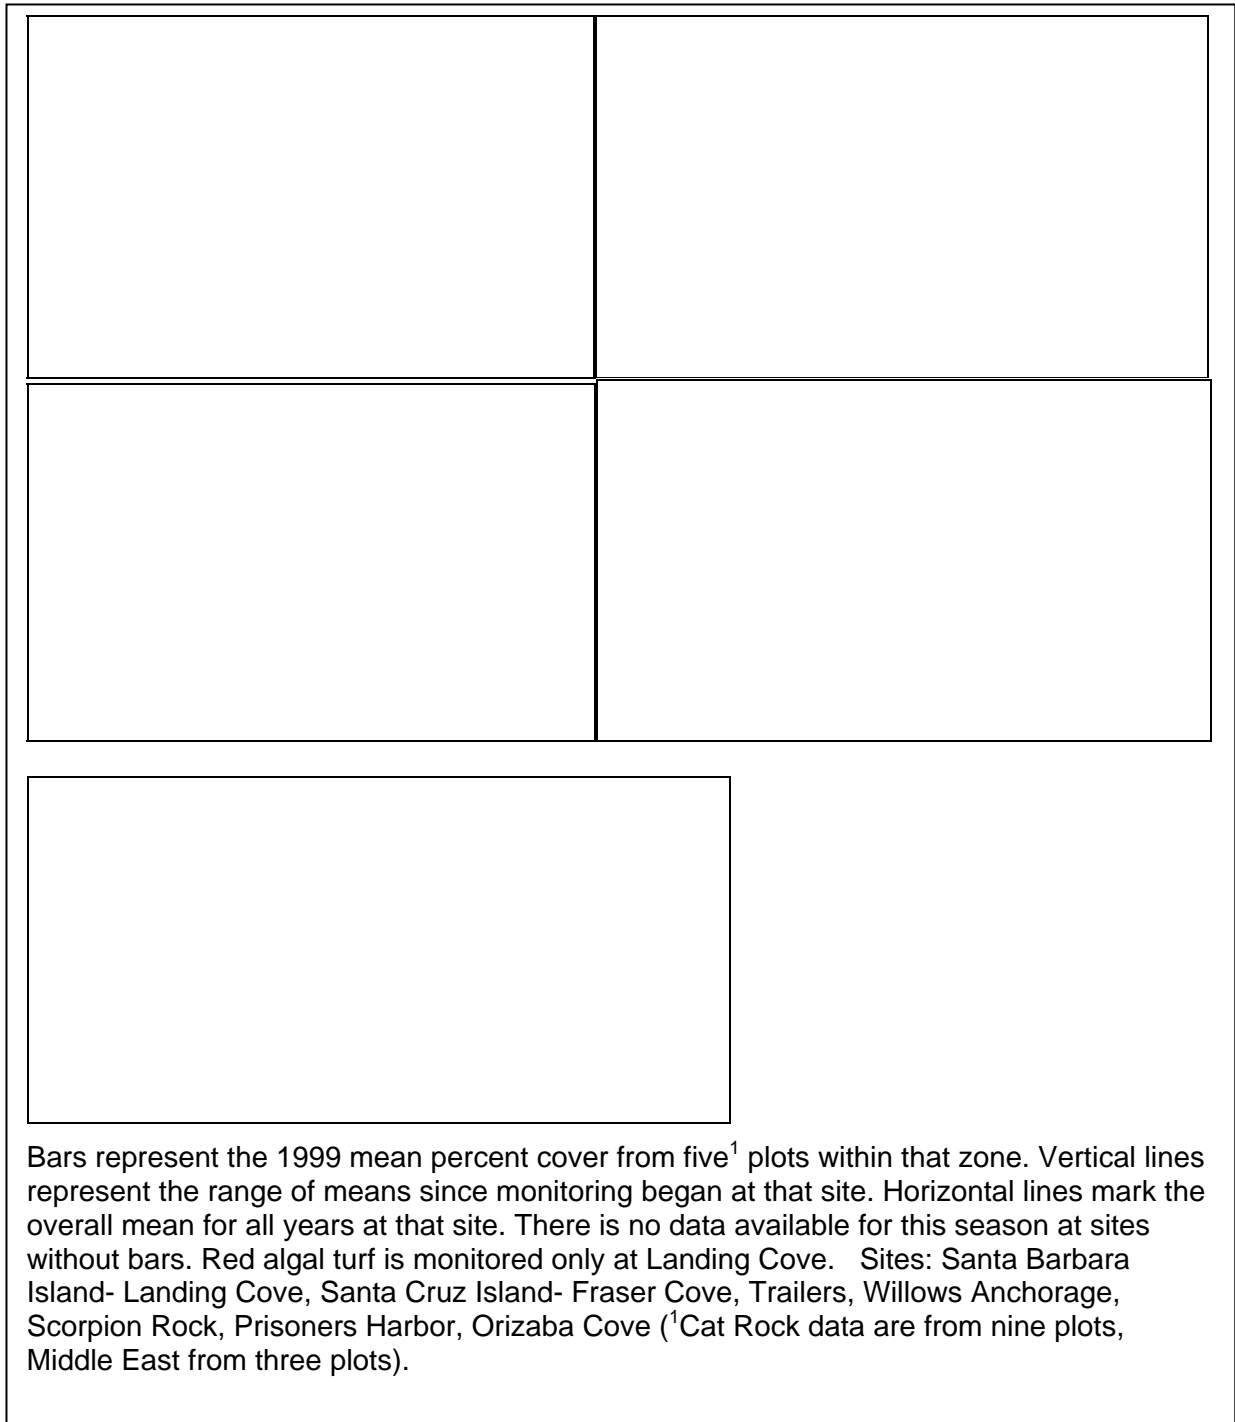 Bars represent the 1999 mean percent cover from five¹ plots within that zone. Vertical lines
represent the range of means since monitoring began at that site. Horizontal lines mark the
overall mean for all years at that site. There is no data available for this season at sites
without bars. Red algal turf is monitored only at Landing Cove.   Sites: Santa Barbara
Island- Landing Cove, Santa Cruz Island- Fraser Cove, Trailers, Willows Anchorage,
Scorpion Rock, Prisoners Harbor, Orizaba Cove (¹Cat Rock data are from nine plots,
Middle East from three plots).